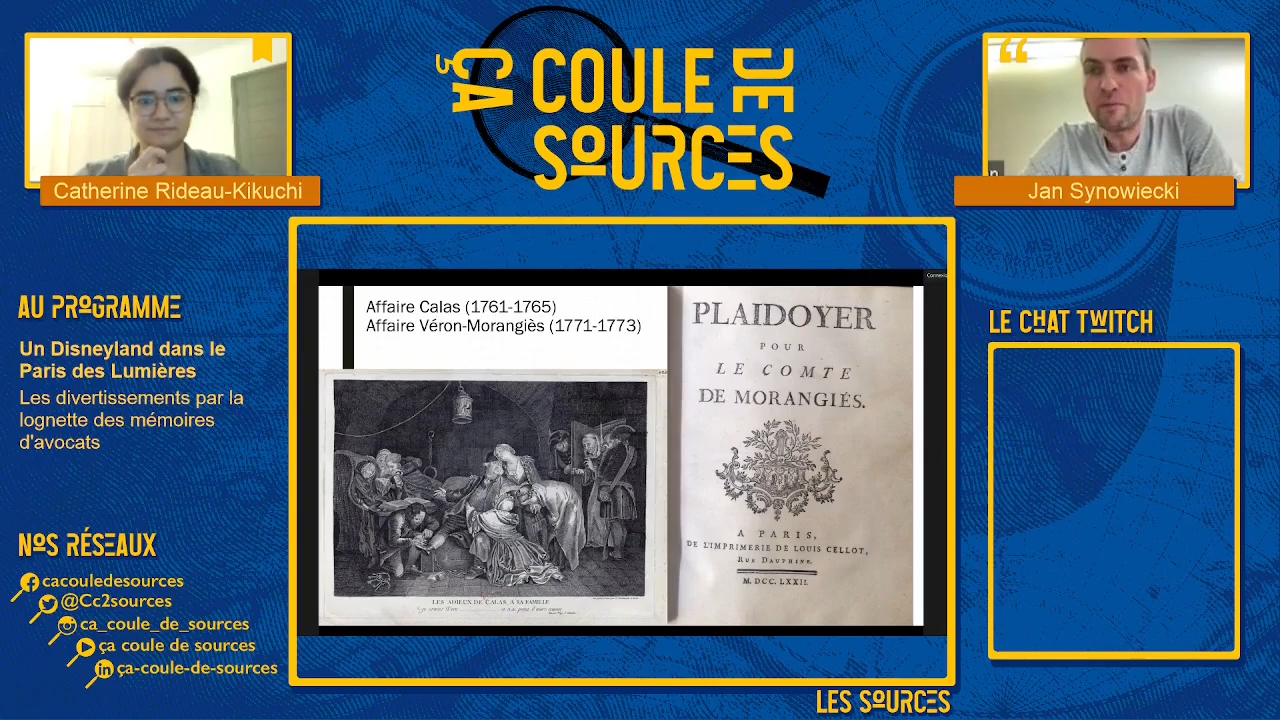 ÇA COULE DE
SOURCES
Catherine Rideau-Kikuchi
Jan Synowiecki
AU PROGRAMME
Un Disneyland dans le
Paris des Lumières
Les divertissements par la
lognette des mémoires
d'avocats
NOS RÉSEAUX
cacouledesources
@Cc2sources
ca_coule_de_sources
ça coule de sources
ça-coule-de-sources
Affaire Calas (1761-1765)
Affaire Véron-Morangiès (1771-1773)
LES ADIEUX DE CALAS, A SA FAMILLE
PLAIDOYER
POUR
LE COMTE
DE MORANGIÉS.
A PARIS,
DE L'IMPRIMERIE DE LOUIS CELLOT,
RUE DAUPHINE.
M. DCC. LXXII.
LE CHAT TWITCH
LES SOURCES